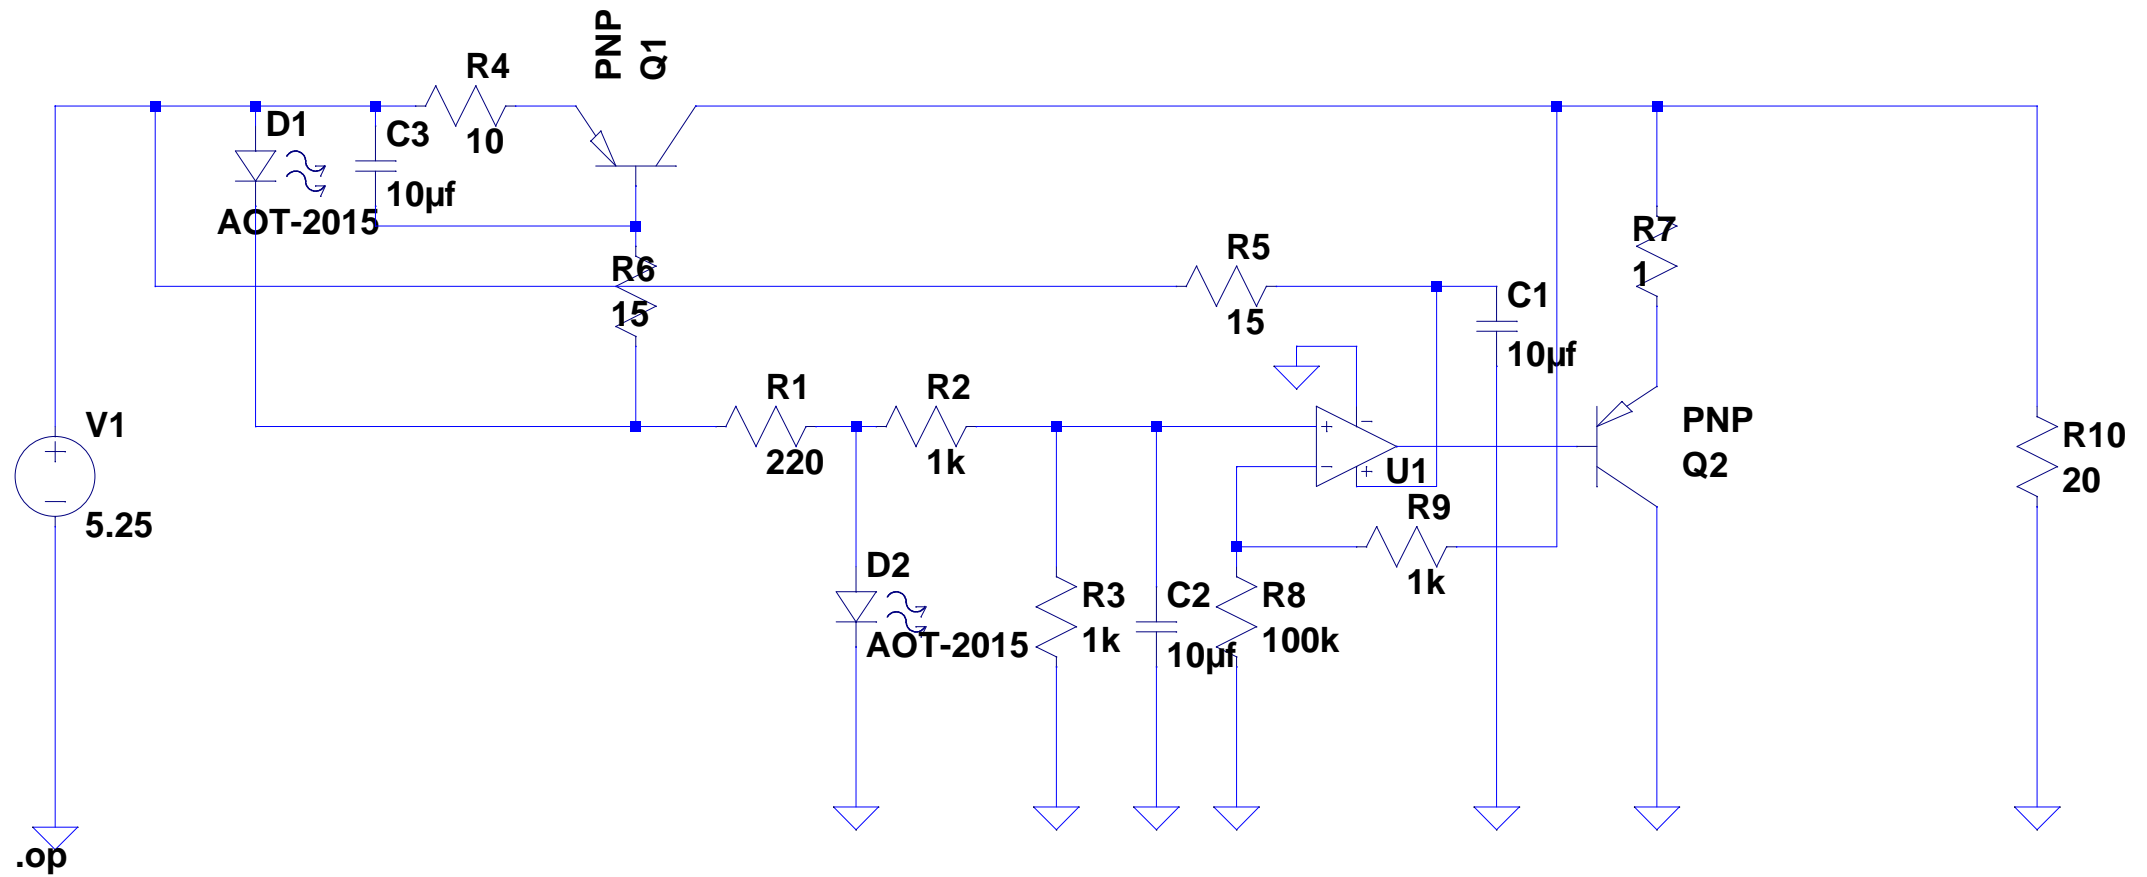 PNP
Q1
R4
10
D1
AOT-2015
C3
10µf
R6
15
R5
15
C1
10µf
R7
1
V1
5.25
R1
220
R2
1k
+
−
−
+
U1
PNP
Q2
R10
20
R9
1k
D2
AOT-2015
R3
1k
C2
10µf
R8
100k
.op